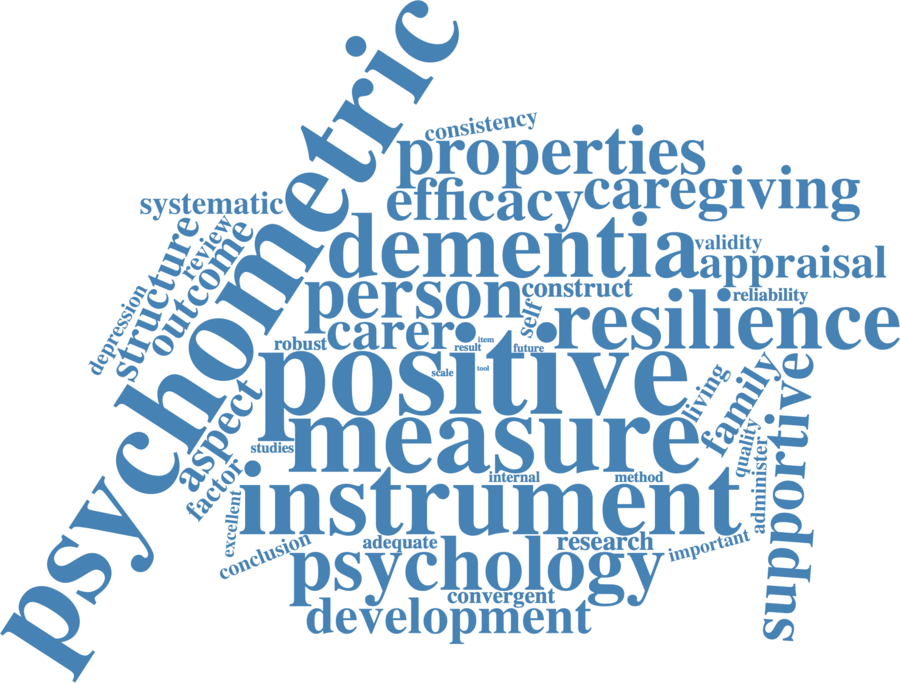 psychometric
consistency
properties
efficacy
caregiving
systematic
review
structure
outcome
depression
dementia
validity
appraisal
person
construct
reliability
self
resilience
robust
carer
result
item
future
positive
scale
tool
living
family
supportive
aspect
measure
quality
studies
factor
internal
method
administer
instrument
excellent
conclusion
adequate
research
important
psychology
convergent
development